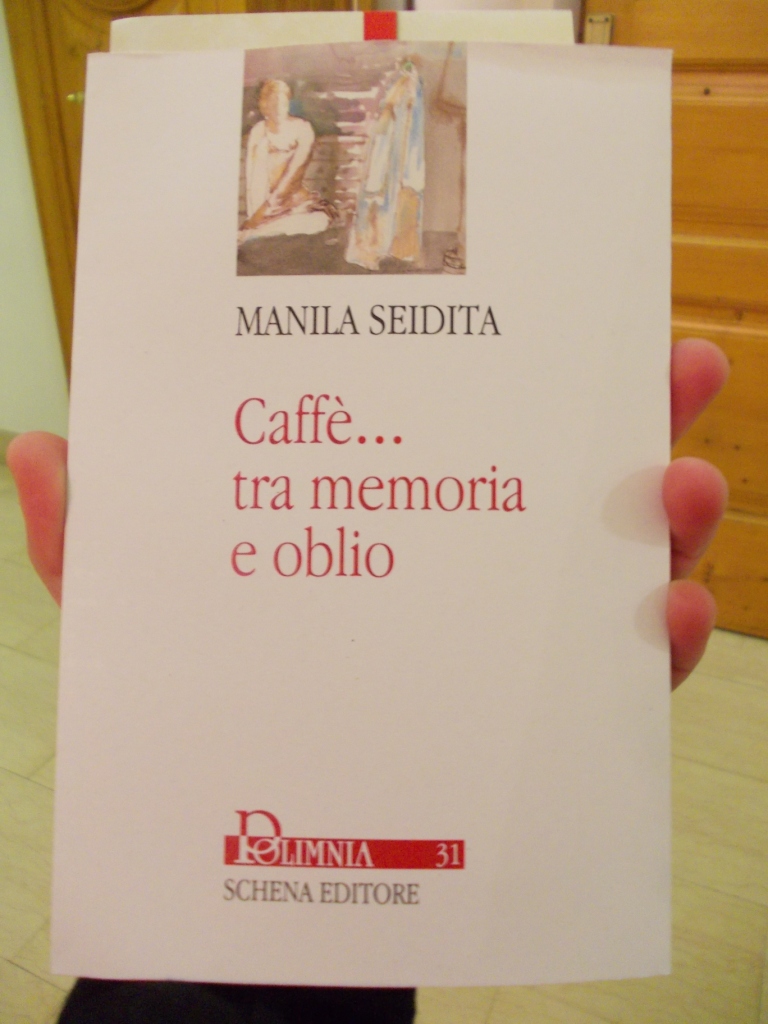 MANILA SEIDITA
Caffè...
tra memoria
e oblio
POLIMNIA 31
SCHENA EDITORE